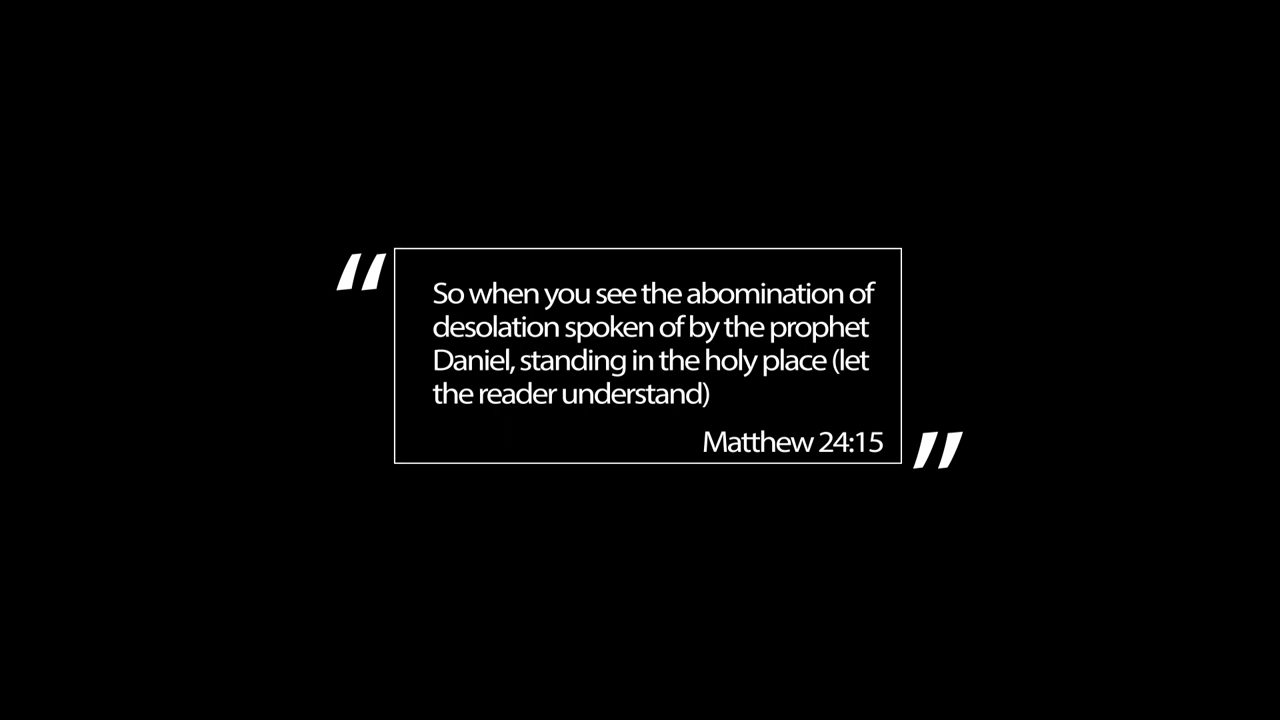 “
So when you see the abomination of
desolation spoken of by the prophet
Daniel, standing in the holy place (let
the reader understand)
Matthew 24:15
”